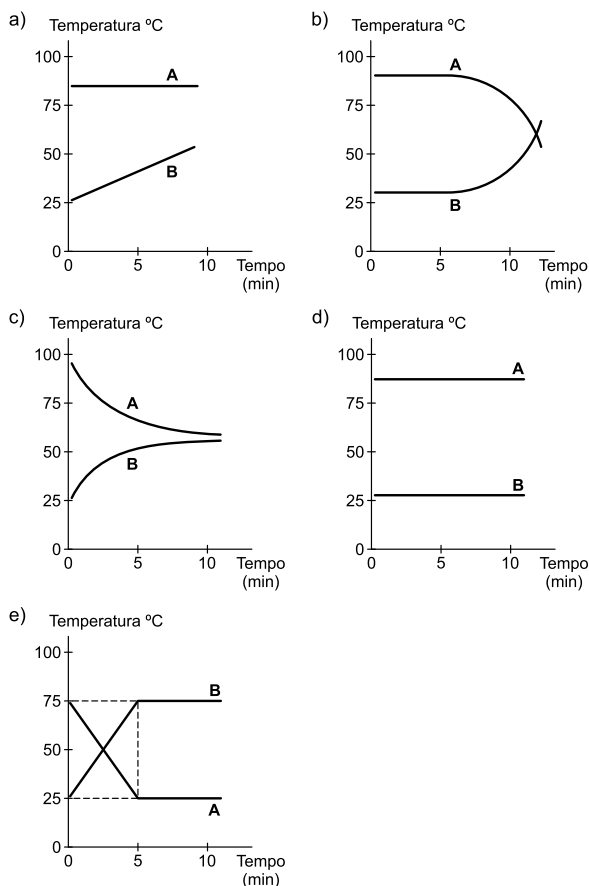 a) Temperatura ºC
100
A
75
50
B
25
0
0 5 10 Tempo
(min)
b) Temperatura ºC
100
A
75
50
25
B
0
0 5 10 Tempo
(min)
c) Temperatura ºC
100
75
A
50
B
25
0
0 5 10 Tempo
(min)
d) Temperatura ºC
100
A
75
50
B
25
0
0 5 10 Tempo
(min)
e) Temperatura ºC
100
B
75
50
25
A
0
0 5 10 Tempo
(min)